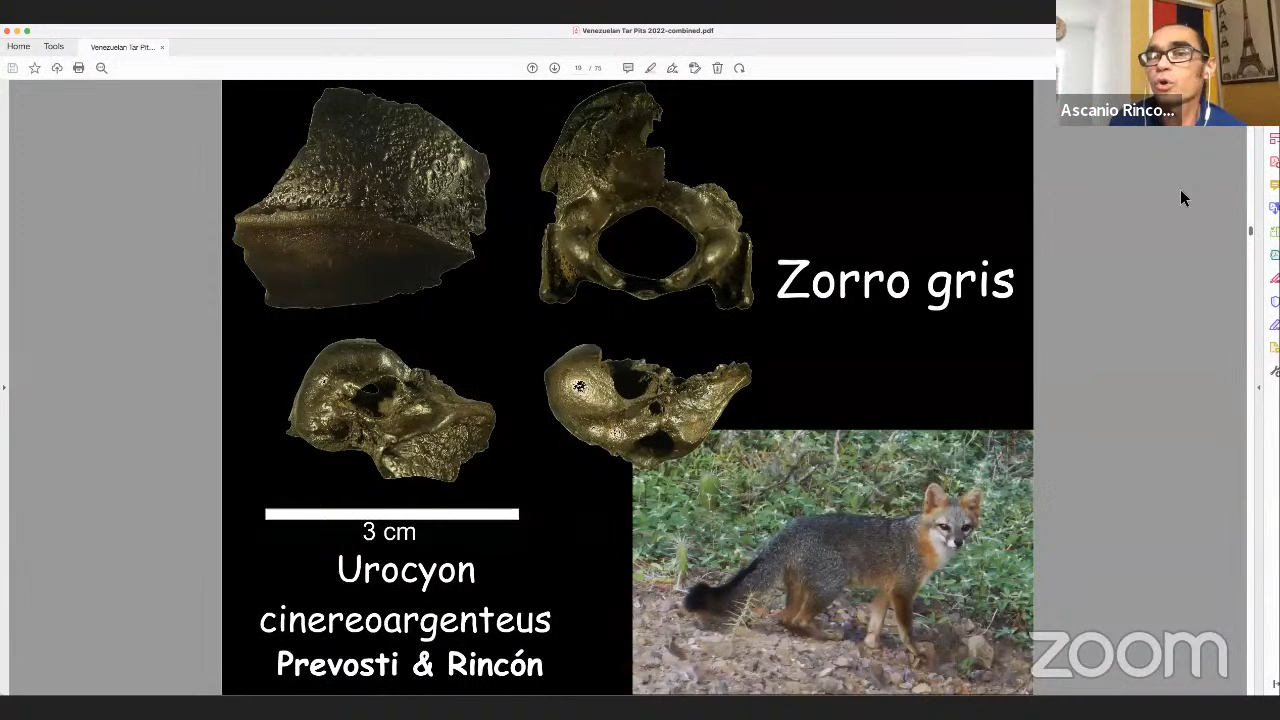 Venezuelan Tar Pits 2022-combined.pdf
Home Tools Venezuelan Tar Pit... ×
19 / 75
Ascanio Rinco...
Zorro gris
3 cm
Urocyon
cinereoargenteus
Prevosti & Rincón
zoom